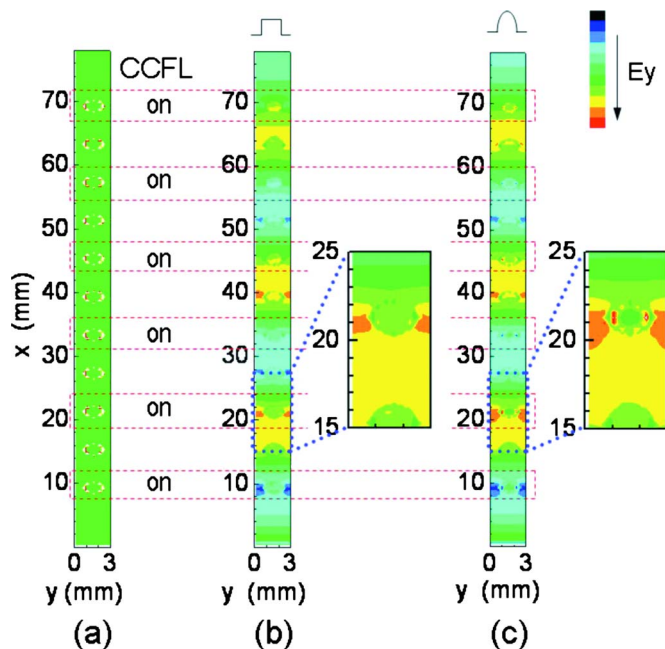 CCFL
Ey
70 on 70 70
60 60 60
on
50 50 50
on 25 25
40 40 40
x (mm)
on 20 20
30 30 30
on
20 20 20
15 15
10 on 10 10
0 3 0 3 0 3
y (mm) y (mm) y (mm)
(a) (b) (c)